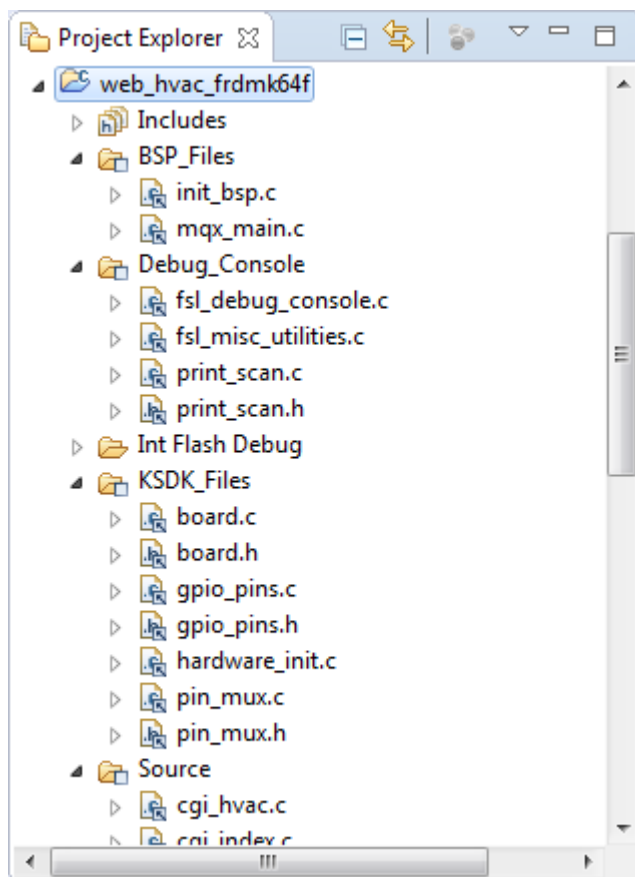 Project Explorer
web_hvac_frdmk64f
Includes
BSP_Files
init_bsp.c
mqx_main.c
Debug_Console
fsl_debug_console.c
fsl_misc_utilities.c
print_scan.c
print_scan.h
Int Flash Debug
KSDK_Files
board.c
board.h
gpio_pins.c
gpio_pins.h
hardware_init.c
pin_mux.c
pin_mux.h
Source
cgi_hvac.c
cgi_index.c